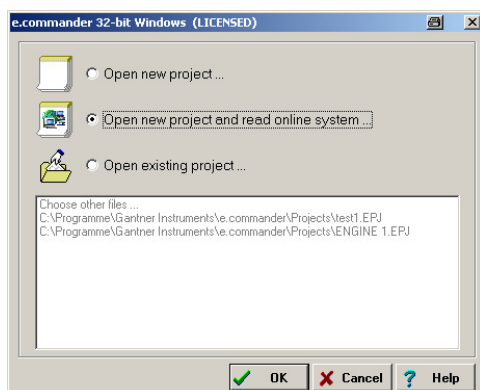 e.commander 32-bit Windows (LICENSED)
Open new project ...
Open new project and read online system ...
Open existing project ...
Choose other files ...
C:\Programme\Gantner Instruments\e.commander\Projects\test1.EPJ
C:\Programme\Gantner Instruments\e.commander\Projects\ENGINE 1.EPJ
OK Cancel ? Help